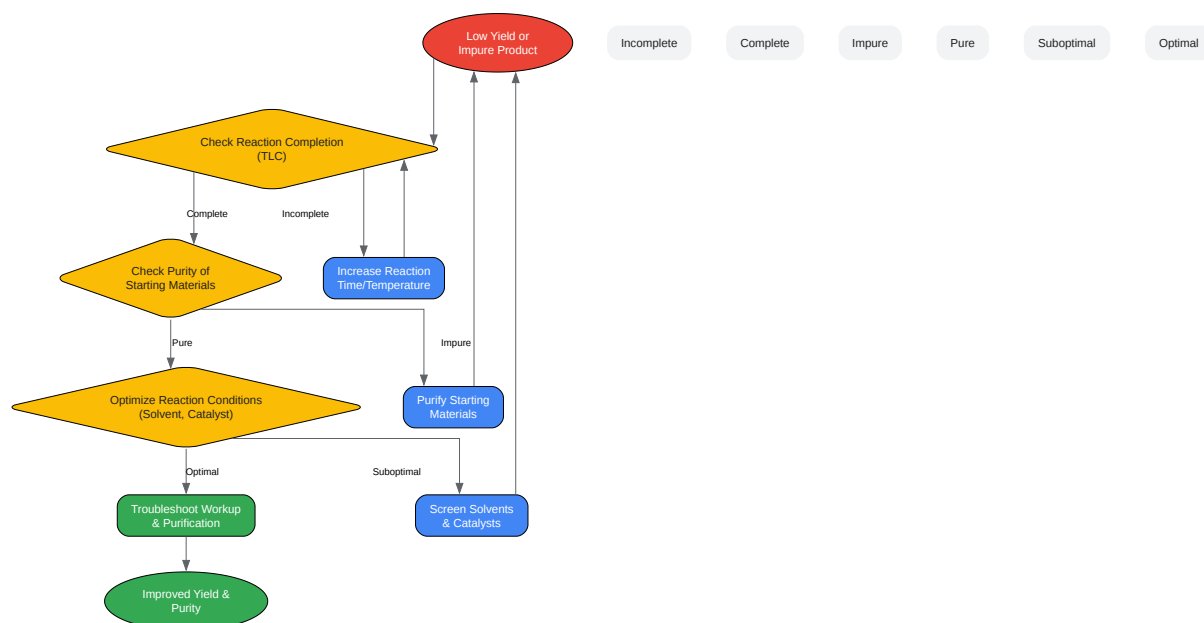 Low Yield or
Impure Product
Incomplete
Complete
Impure
Pure
Suboptimal
Optimal
Check Reaction Completion
(TLC)
Complete
Incomplete
Check Purity of
Starting Materials
Increase Reaction
Time/Temperature
Pure
Impure
Optimize Reaction Conditions
(Solvent, Catalyst)
Purify Starting
Materials
Optimal
Suboptimal
Troubleshoot Workup
& Purification
Screen Solvents
& Catalysts
Improved Yield &
Purity